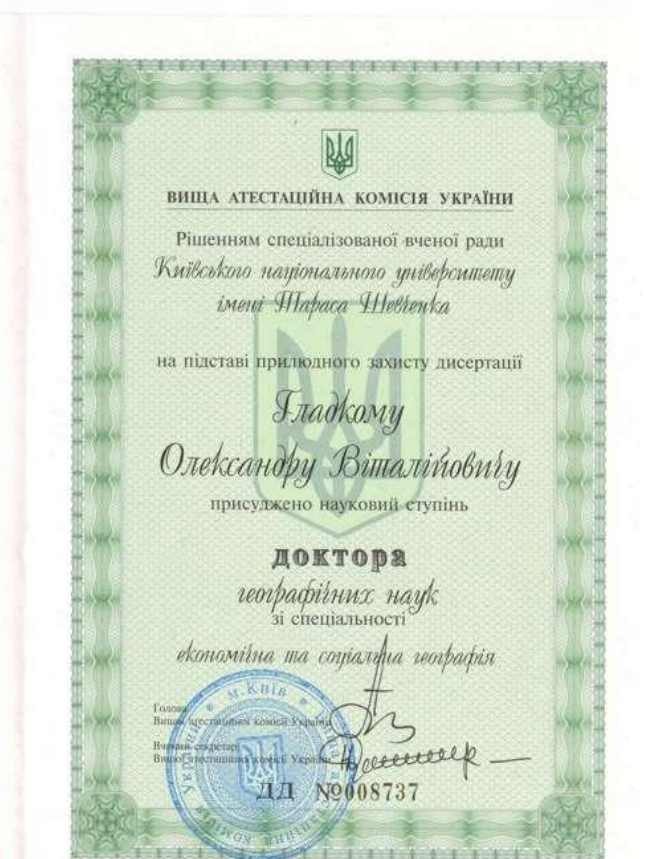 ВИЩА АТЕСТАЦІЙНА КОМІСІЯ УКРАЇНИ
Рішенням спеціалізованої вченої ради
Київського національного університету
імені Тараса Шевченка
на підставі прилюдного захисту дисертації
Гладкому
Олександру Віталійовичу
присуджено науковий ступінь
доктора
географічних наук
зі спеціальності
економічна та соціальна географія
м. Київ
Голова
Вищої атестаційної комісії України
Вчений секретар
Вищої атестаційної комісії України
ДД №008737